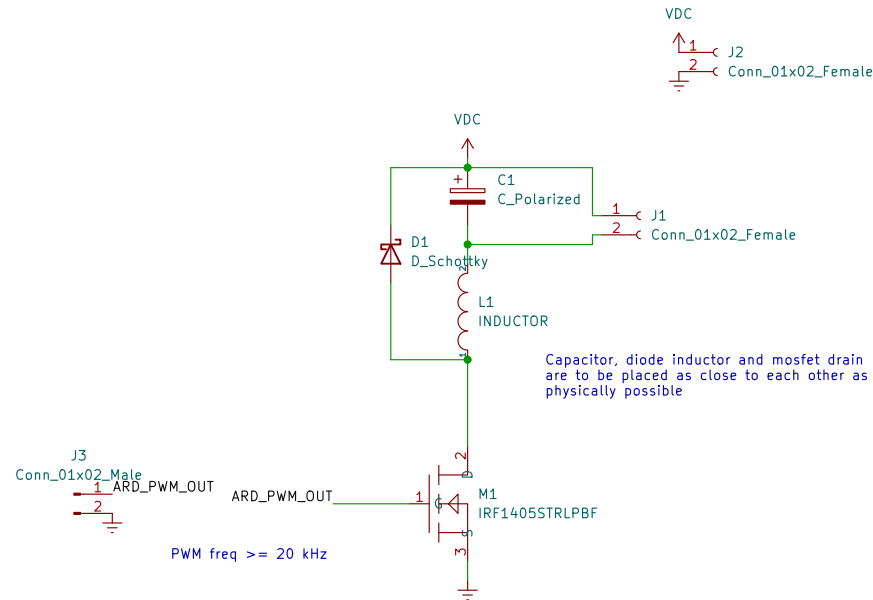 VDC
1
J2
2
Conn_01x02_Female
VDC
+
C1
C_Polarized
1
J1
2
Conn_01x02_Female
D1
D_Schottky
2
L1
INDUCTOR
1
Capacitor, diode inductor and mosfet drain
are to be placed as close to each other as
physically possible
J3
Conn_01x02_Male
1
ARD_PWM_OUT
2
ARD_PWM_OUT
2
D
1
G
M1
IRF1405STRLPBF
S
3
PWM freq >= 20 kHz